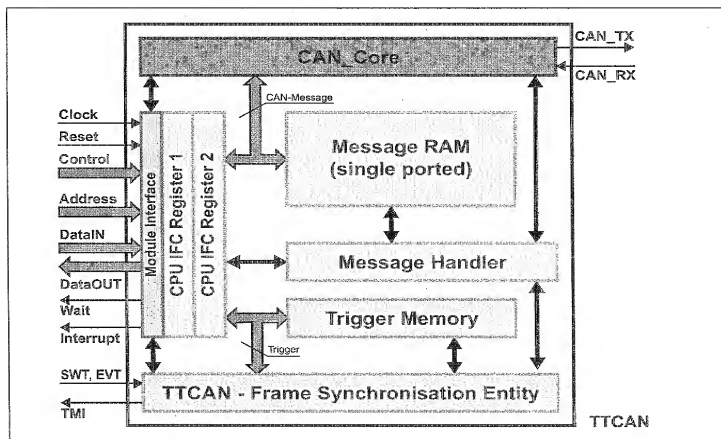 CAN_TX
CAN_Core
CAN_RX
CAN-Message
Clock
Reset
Control
Address
DataIN
DataOUT
Wait
Interrupt
Module Interface
CPU IFC Register 1
CPU IFC Register 2
Message RAM
(single ported)
Message Handler
Trigger Memory
Trigger
SWT, EVT
TMI
TTCAN - Frame Synchronisation Entity
TTCAN